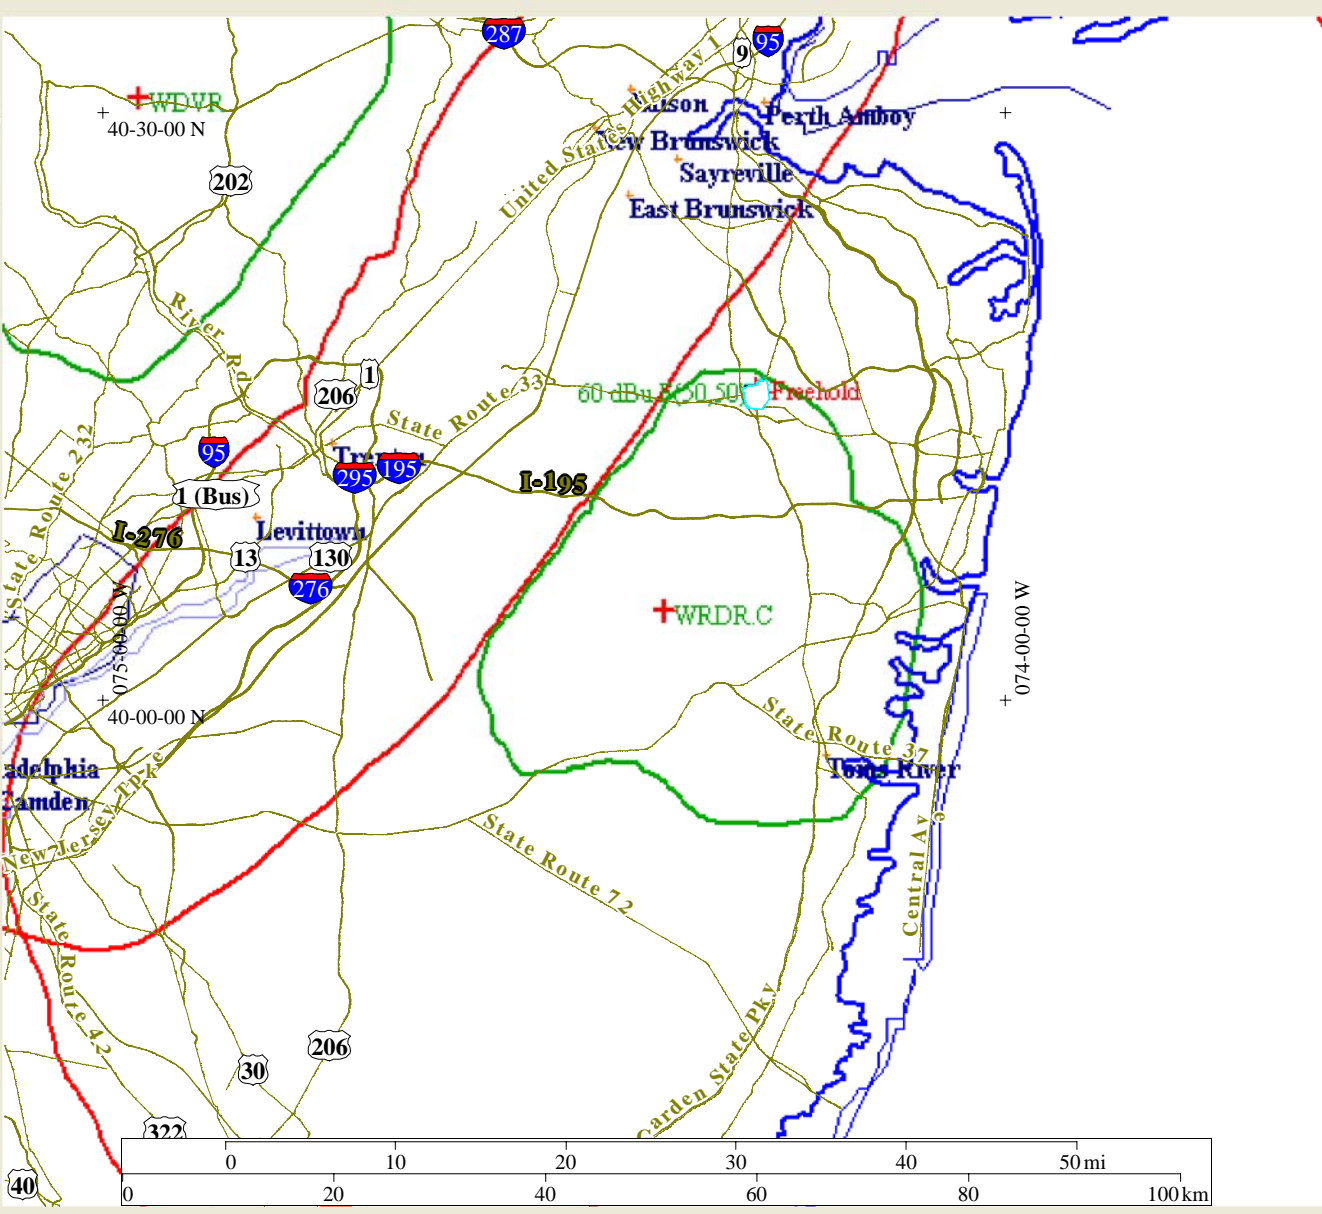 287
9
95
United States Highway 1
WDVR
40-30-00 N
Perth Amboy
New Brunswick
Sayreville
202
East Brunswick
River Rd
1
206
60 dBu
Freehold
State Route 33
State Route 232
95
Trenton
295
195
I-195
1 (Bus)
I-276
Levittown
13
130
276
WRDR.C
075-00-00 W
074-00-00 W
40-00-00 N
State Route 37
Toms River
adelphia
Camden
New Jersey Tpke
State Route 72
Central Ave
State Route 42
Garden State Pky
206
30
322
40
0 10 20 30 40 50 mi
0 20 40 60 80 100 km